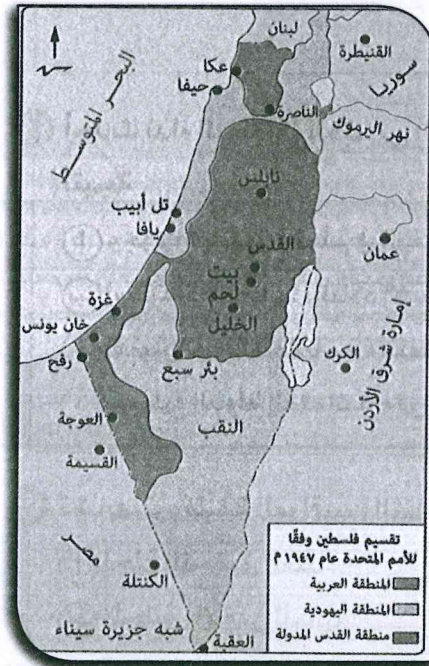 لبنان
القنيطرة
سوريا
عكا
حيفا
الناصرة
نهر اليرموك
البحر المتوسط
نابلس
تل أبيب
يافا
القدس
عمان
بيت
لحم
الخليل
إمارة شرق الأردن
غزة
خان يونس
رفح
بئر سبع
الكرك
النقب
العوجة
القسيمة
مصر
الكنتلة
شبه جزيرة سيناء
العقبة
تقسيم فلسطين وفقًا
للأمم المتحدة عام ١٩٤٧م
المنطقة العربية
المنطقة اليهودية
منطقة القدس المدولة